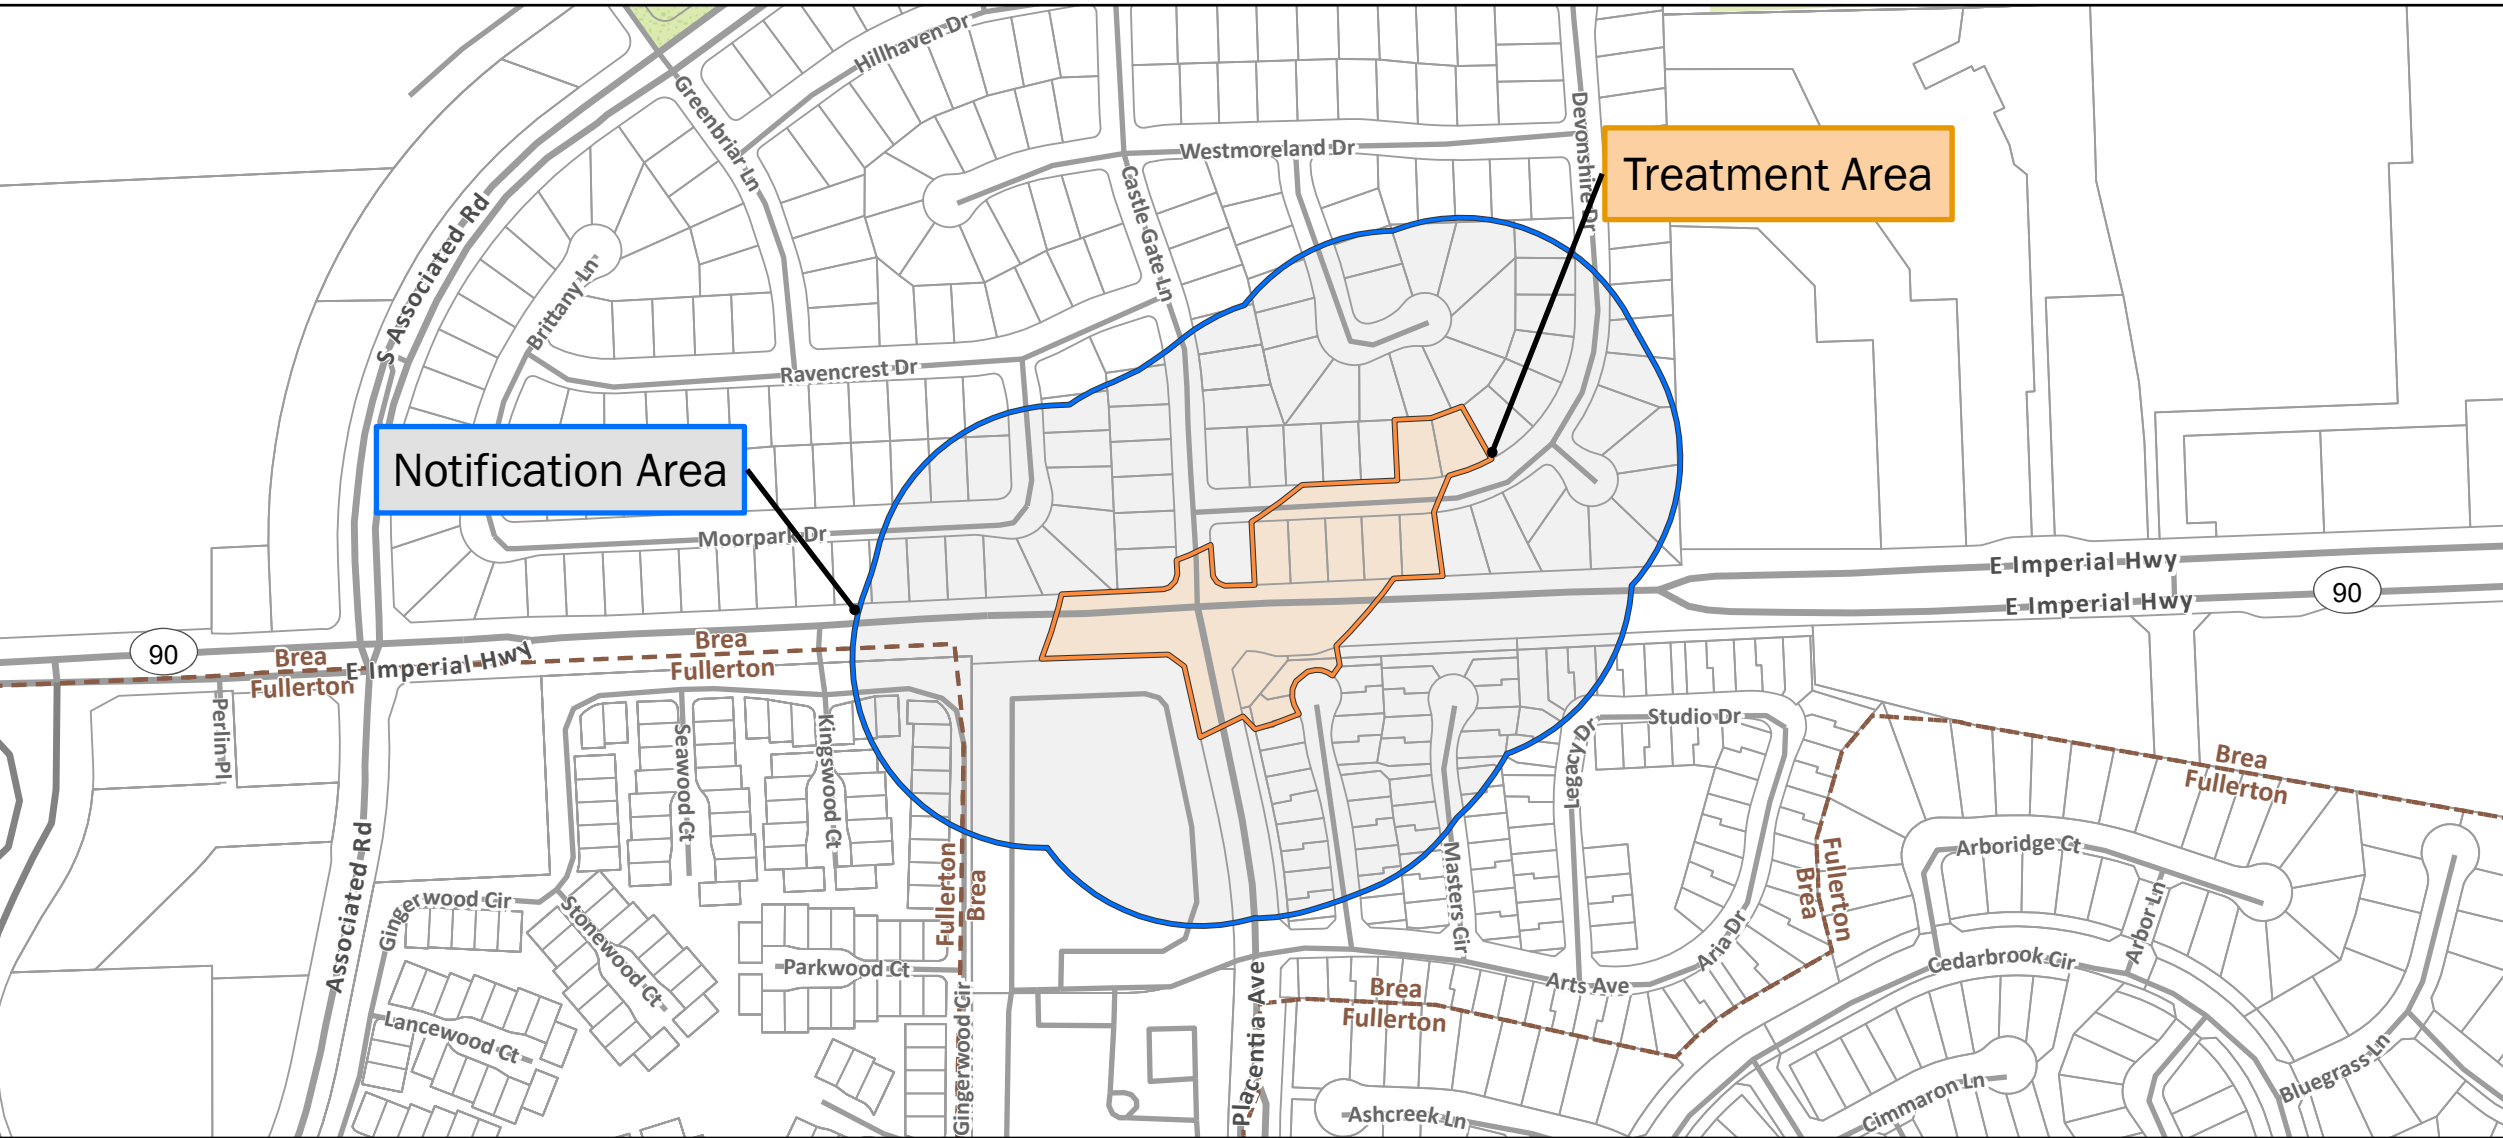 Hillhaven Dr
Greenbriar Ln
Westmoreland Dr
Devonshire Dr
Treatment Area
Castle Gate Ln
S Associated Rd
Brittany Ln
Ravencrest Dr
Notification Area
Moorpark Dr
E Imperial Hwy
90
E Imperial Hwy
90
Brea
Fullerton
E Imperial Hwy
Brea
Fullerton
Perlin Pl
Seawood Ct
Kingswood Ct
Studio Dr
Legacy Dr
Brea
Fullerton
Associated Rd
Gingerwood Cir
Stonewood Ct
Fullerton
Brea
Masters Cir
Fullerton
Brea
Arboridge Ct
Arbor Ln
Aria Dr
Cedarbrook Cir
Parkwood Ct
Arts Ave
Placentia Ave
Brea
Fullerton
Lancewood Ct
Gingerwood Cir
Ashcreek Ln
Cimmaron Ln
Bluegrass Ln